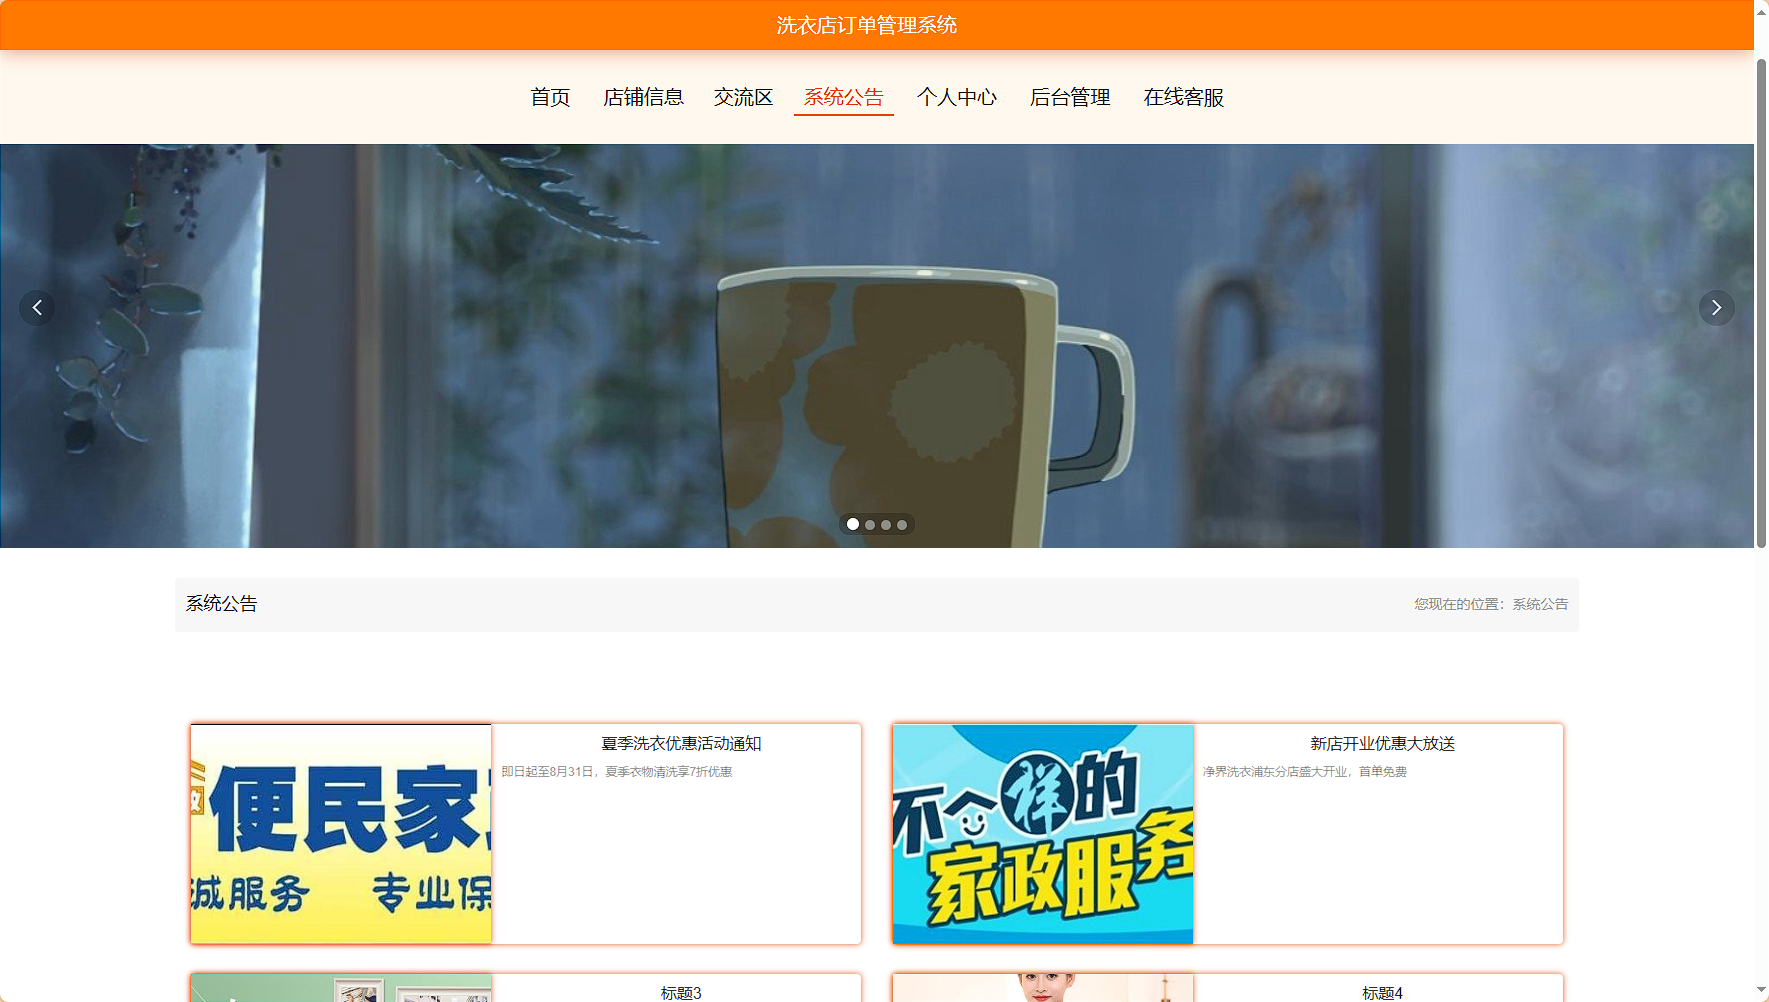 洗衣店订单管理系统
首页 店铺信息 交流区 系统公告 个人中心 后台管理 在线客服
系统公告
您现在的位置：系统公告
便民家
诚服务 专业保
夏季洗衣优惠活动通知
即日起至8月31日，夏季衣物清洗享7折优惠
不个祥的
家政服务
新店开业优惠大放送
净界洗衣浦东分店盛大开业，首单免费
标题3
标题4